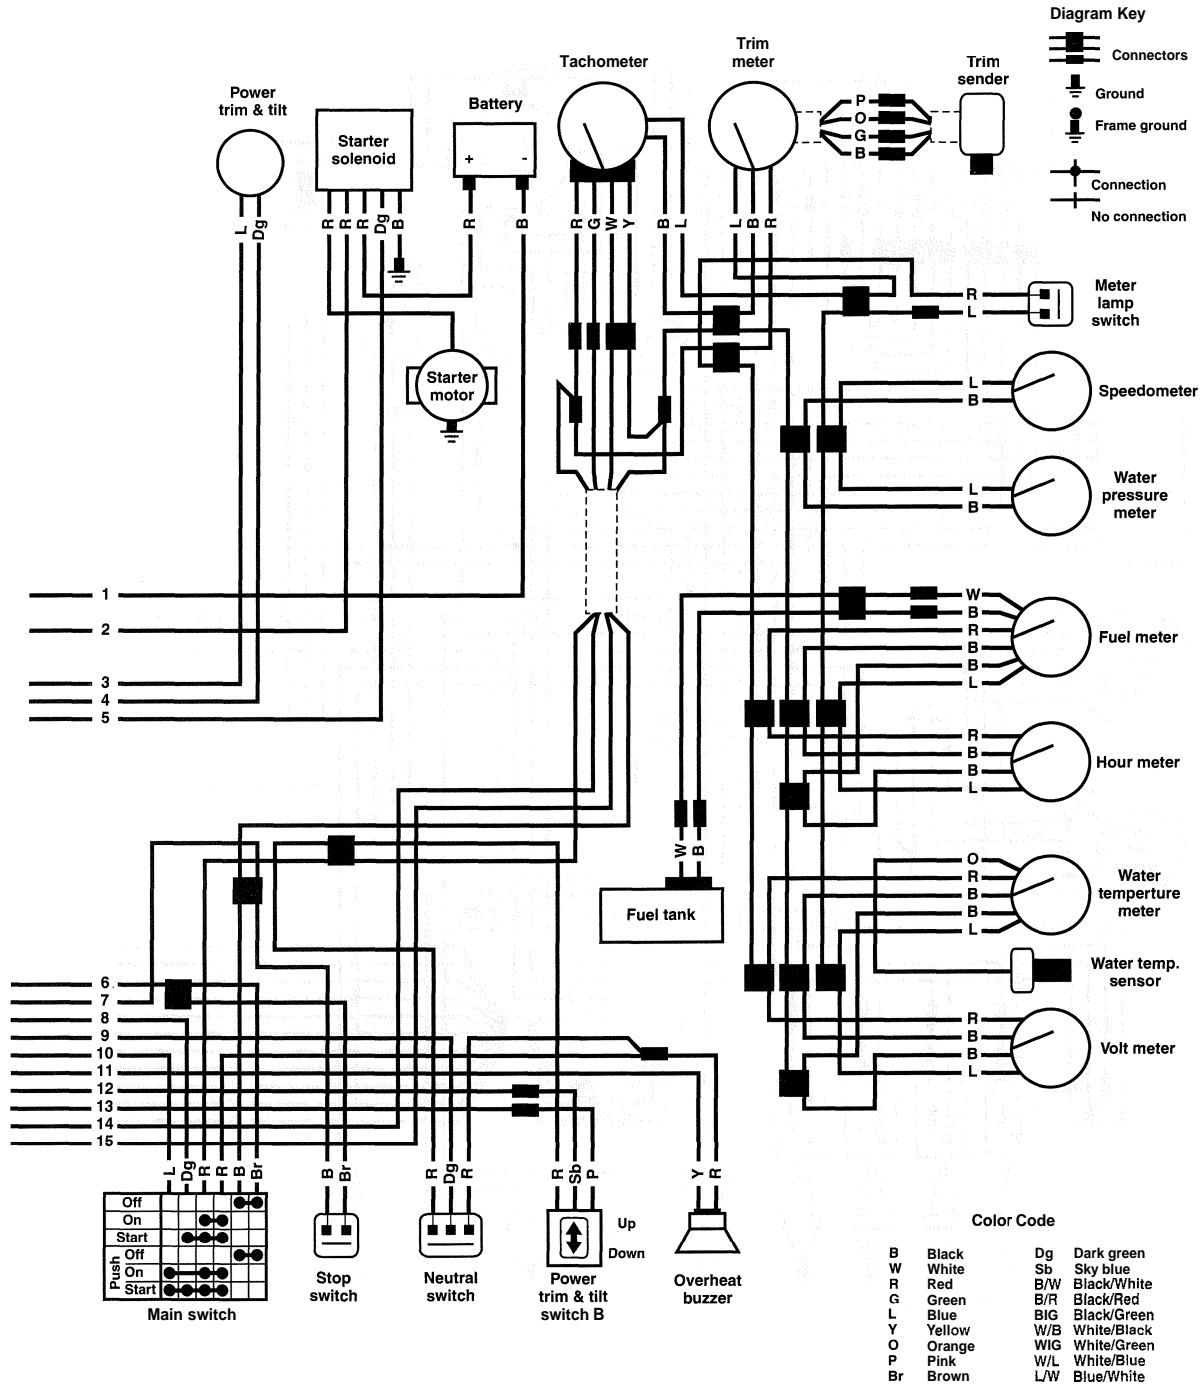 Diagram Key
Connectors
Ground
Frame ground
Connection
No connection
Power
trim & tilt
Starter
solenoid
Battery
+ -
Tachometer
Trim
meter
Trim
sender
P
O
G
B
L Dg
R R R Dg B
R B
R G W Y B L
L B R
Starter
motor
R
L
Meter
lamp
switch
L
B
Speedometer
L
B
Water
pressure
meter
1
2
3
4
5
W
B
R
B
B
L
Fuel meter
R
B
B
L
Hour meter
W B
Fuel tank
O
R
B
B
L
Water
temperture
meter
Water temp.
sensor
R
B
B
L
Volt meter
6
7
8
9
10
11
12
13
14
15
L Dg R R B Br
B Br
R Dg R
R Sb P
Y R
Off
On
Start
Push
Off
On
Start
Main switch
Stop
switch
Neutral
switch
Up
Down
Power
trim & tilt
switch B
Overheat
buzzer
Color Code
B Black Dg Dark green
W White Sb Sky blue
R Red B/W Black/White
G Green B/R Black/Red
L Blue BIG Black/Green
Y Yellow W/B White/Black
O Orange WIG White/Green
P Pink W/L White/Blue
Br Brown L/W Blue/White